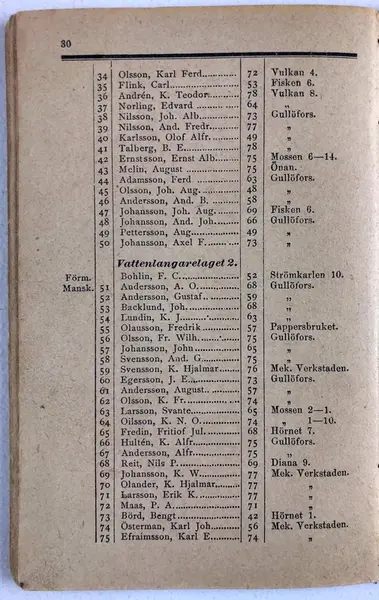 30
34 Olsson, Karl Ferd............ 72 Vulkan 4.
35 Flink, Carl.................. 53 Fisken 6.
36 Andrén, K. Teodor............ 78 Vulkan 8.
37 Norling, Edvard ............. 64 „
38 Nilsson, Joh. Alb............ 73 Gullöfors.
39 Nilsson, And. Fredr.......... 77 „
40 Karlsson, Olof Alfr.......... 49 „
41 Talberg, B. E................ 78 „
42 Ernstsson, Ernst Alb......... 75 Mossen 6—14.
43 Melin, August ............... 75 Önan.
44 Adamsson, Ferd .............. 63 Gullöfors.
45 Olsson, Joh. Aug............. 48 „
46 Andersson, And. B. .......... 58 „
47 Johansson, Joh. Aug.......... 69 Fisken 6.
48 Johansson, Joh. And.......... 66 Gullöfors.
49 Pettersson, Aug.............. 49 „
50 Johansson, Axel F............ 73 „
Vattenlangarelaget 2.
Förm. Bohlin, F. C............. 52 Strömkarlen 10.
Mansk. 51 Andersson, A. O........ 68 Gullöfors.
52 Andersson, Gustaf............ 59 „
53 Backlund, Joh................ 68 „
54 Lundin, K. J................. 63 „
55 Olausson, Fredrik............ 57 Pappersbruket.
56 Olsson, Fr. Wilh............. 75 Gullöfors.
57 Johansson, John.............. 65 „
58 Svensson, And. G............. 75 „
59 Svensson, K. Hjalmar......... 76 Mek. Verkstaden.
60 Egersson, J. E............... 73 Gullöfors.
61 Andersson, August............ 57 „
62 Olsson, K. Fr................ 74 „
63 Larsson, Svante.............. 65 Mossen 2—1.
64 Oilsson, K. N. O............. 74 „ 1—10.
65 Fredin, Fritiof Jul.......... 68 Hörnet 7.
66 Hultén, K. Alfr.............. 75 Gullöfors.
67 Andersson, Alfr.............. 75 „
68 Reit, Nils P................. 69 Diana 9.
69 Johansson, K. W.............. 77 Mek. Verkstaden.
70 Olander, K. Hjalmar.......... 77 „
71 Larsson, Erik K.............. 77 „
72 Maas, P. A................... 71 „
73 Börd, Bengt.................. 42 Hörnet 1.
74 Österman, Karl Joh........... 56 Mek. Verkstaden.
75 Efraimsson, Karl E........... 74 „